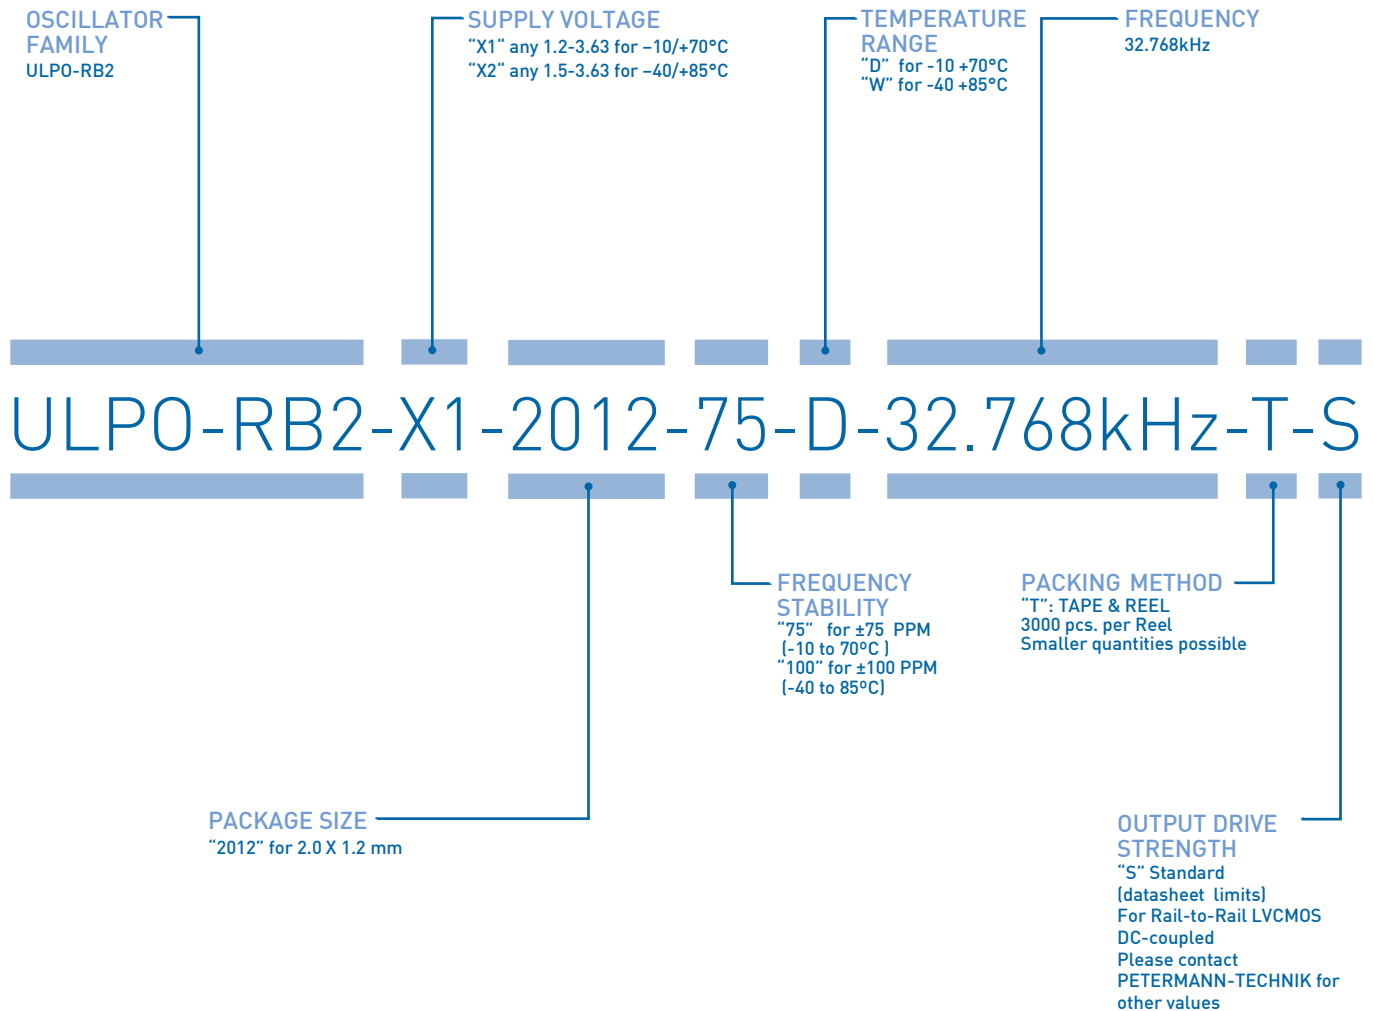 OSCILLATOR
FAMILY
ULPO-RB2
SUPPLY VOLTAGE
“X1“ any 1.2-3.63 for –10/+70°C
“X2“ any 1.5-3.63 for –40/+85°C
TEMPERATURE
RANGE
“D” for -10 +70°C
“W” for -40 +85°C
FREQUENCY
32.768kHz
ULPO-RB2-X1-2012-75-D-32.768kHz-T-S
FREQUENCY
STABILITY
“75” for ±75 PPM
(-10 to 70ºC )
“100” for ±100 PPM
(-40 to 85ºC)
PACKING METHOD
“T”: TAPE & REEL
3000 pcs. per Reel
Smaller quantities possible
PACKAGE SIZE
“2012” for 2.0 X 1.2 mm
OUTPUT DRIVE
STRENGTH
“S” Standard
(datasheet limits)
For Rail-to-Rail LVCMOS
DC-coupled
Please contact
PETERMANN-TECHNIK for
other values